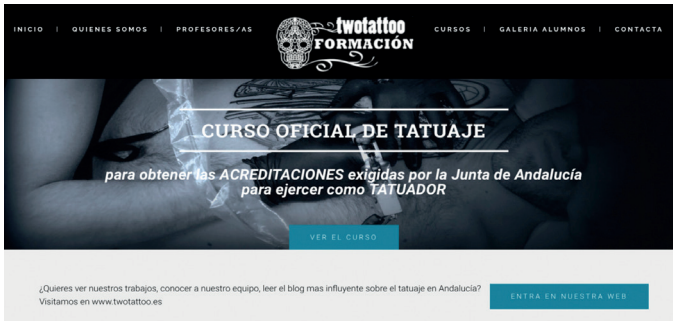 INICIO | QUIENES SOMOS | PROFESORES/AS
twotattoo
FORMACIÓN
CURSOS | GALERIA ALUMNOS | CONTACTA
CURSO OFICIAL DE TATUAJE
para obtener las ACREDITACIONES exigidas por la Junta de Andalucía
para ejercer como TATUADOR
VER EL CURSO
¿Quieres ver nuestros trabajos, conocer a nuestro equipo, leer el blog mas influyente sobre el tatuaje en Andalucía?
Visitamos en www.twotattoo.es
ENTRA EN NUESTRA WEB